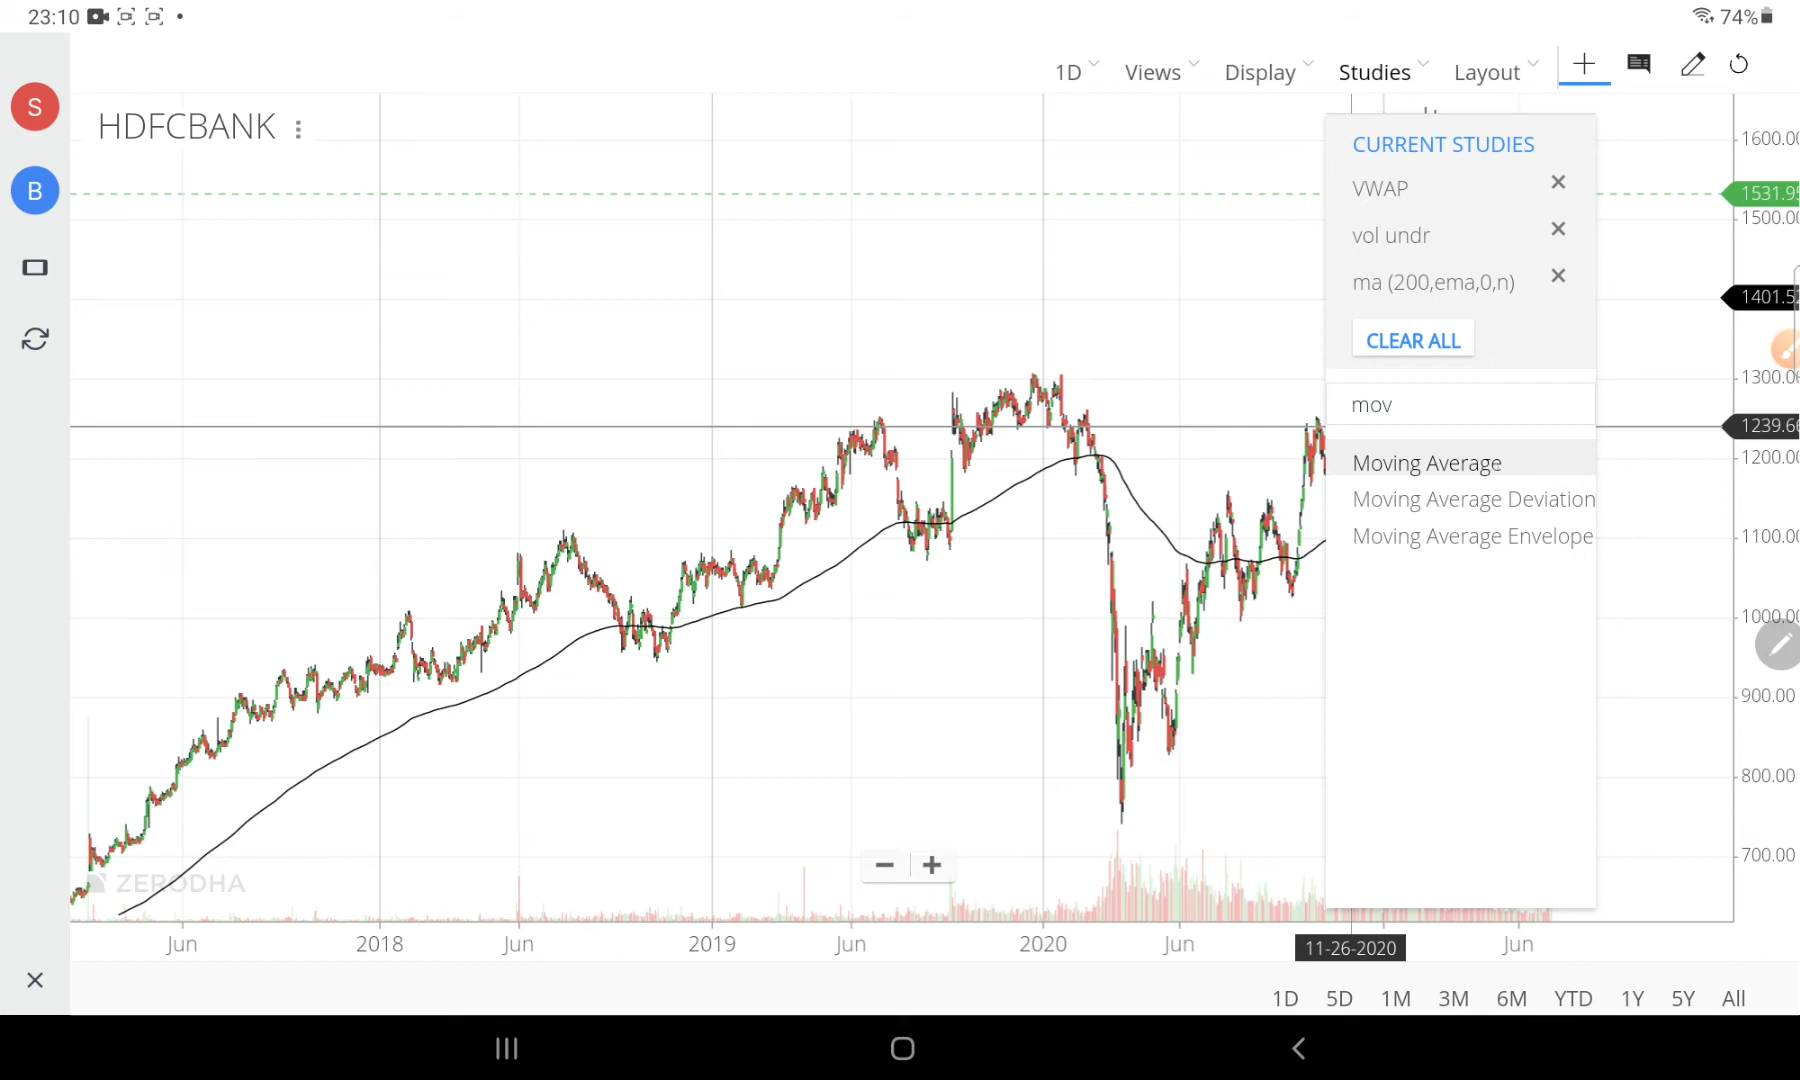 23:10
74%
1D
Views
Display
Studies
Layout
S
B
HDFCBANK
CURRENT STUDIES
VWAP
vol undr
ma (200,ema,0,n)
CLEAR ALL
mov
Moving Average
Moving Average Deviation
Moving Average Envelope
1600.00
1531.95
1500.00
1401.52
1300.00
1239.66
1200.00
1100.00
1000.00
900.00
800.00
700.00
ZERODHA
Jun
2018
Jun
2019
Jun
2020
Jun
11-26-2020
Jun
1D
5D
1M
3M
6M
YTD
1Y
5Y
All